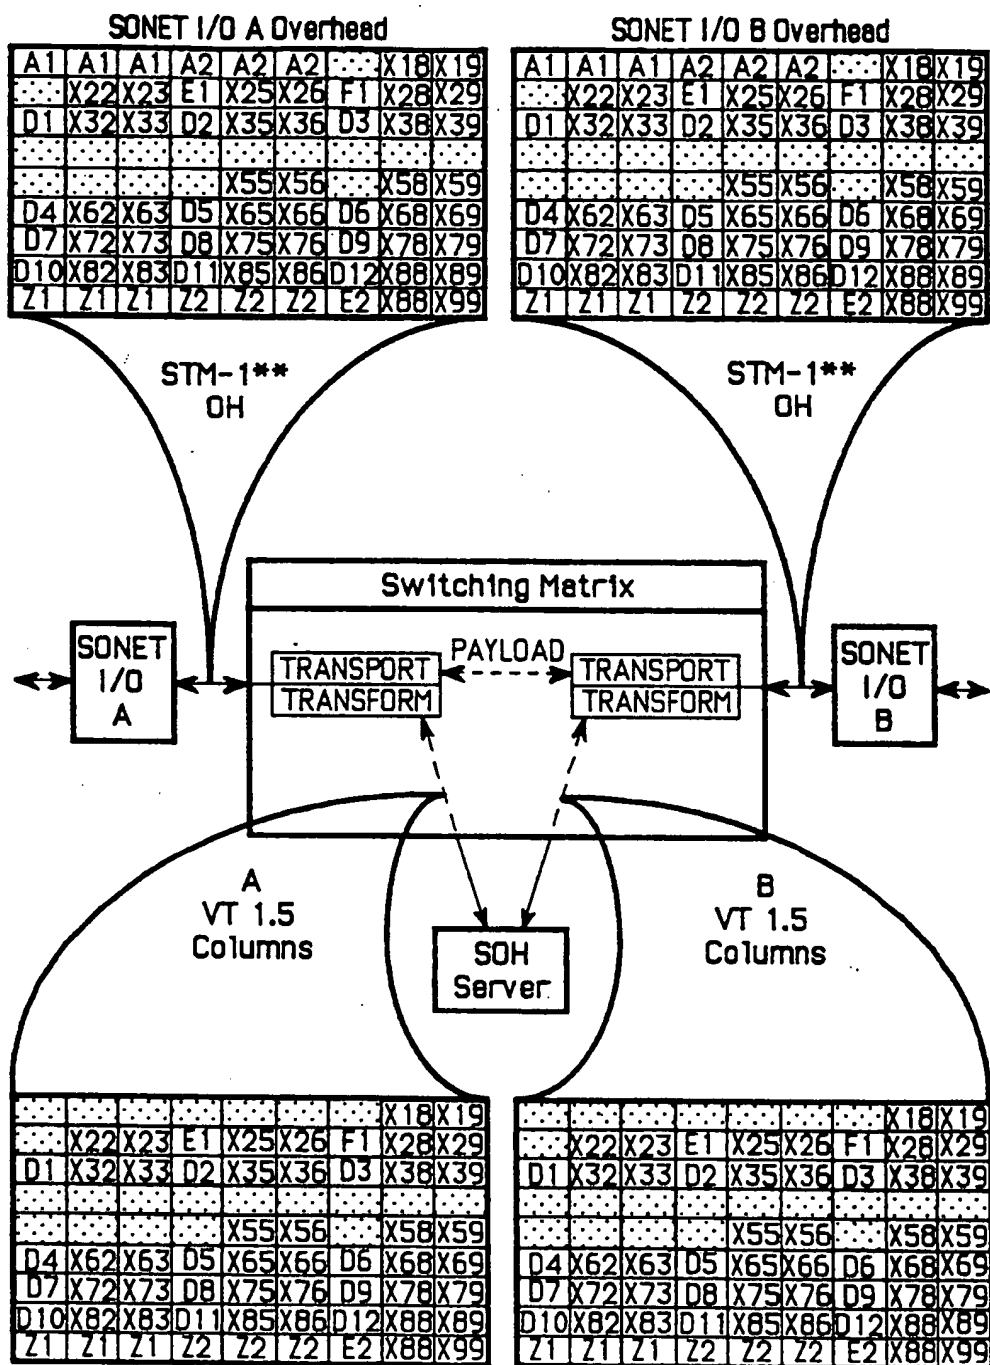 SONET I/O A Overhead
A1 A1 A1 A2 A2 A2 X18 X19
X22 X23 E1 X25 X26 F1 X28 X29
D1 X32 X33 D2 X35 X36 D3 X38 X39
X55 X56 X58 X59
D4 X62 X63 D5 X65 X66 D6 X68 X69
D7 X72 X73 D8 X75 X76 D9 X78 X79
D10 X82 X83 D11 X85 X86 D12 X88 X89
Z1 Z1 Z1 Z2 Z2 Z2 E2 X88 X99
SONET I/O B Overhead
A1 A1 A1 A2 A2 A2 X18 X19
X22 X23 E1 X25 X26 F1 X28 X29
D1 X32 X33 D2 X35 X36 D3 X38 X39
X55 X56 X58 X59
D4 X62 X63 D5 X65 X66 D6 X68 X69
D7 X72 X73 D8 X75 X76 D9 X78 X79
D10 X82 X83 D11 X85 X86 D12 X88 X89
Z1 Z1 Z1 Z2 Z2 Z2 E2 X88 X99
STM-1**
OH
STM-1**
OH
Switching Matrix
SONET
I/O
A
TRANSPORT
TRANSFORM
PAYLOAD
TRANSPORT
TRANSFORM
SONET
I/O
B
A
VT 1.5
Columns
SOH
Server
B
VT 1.5
Columns
X18 X19
X22 X23 E1 X25 X26 F1 X28 X29
D1 X32 X33 D2 X35 X36 D3 X38 X39
X55 X56 X58 X59
D4 X62 X63 D5 X65 X66 D6 X68 X69
D7 X72 X73 D8 X75 X76 D9 X78 X79
D10 X82 X83 D11 X85 X86 D12 X88 X89
Z1 Z1 Z1 Z2 Z2 Z2 E2 X88 X99
X18 X19
X22 X23 E1 X25 X26 F1 X28 X29
D1 X32 X33 D2 X35 X36 D3 X38 X39
X55 X56 X58 X59
D4 X62 X63 D5 X65 X66 D6 X68 X69
D7 X72 X73 D8 X75 X76 D9 X78 X79
D10 X82 X83 D11 X85 X86 D12 X88 X89
Z1 Z1 Z1 Z2 Z2 Z2 E2 X88 X99